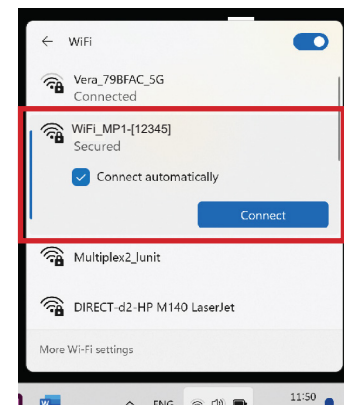 ← WiFi
Vera_79BFAC_5G
Connected
WiFi_MP1-[12345]
Secured
Connect automatically
Connect
Multiplex2_lunit
DIRECT-d2-HP M140 LaserJet
More Wi-Fi settings
W ENG 11:50